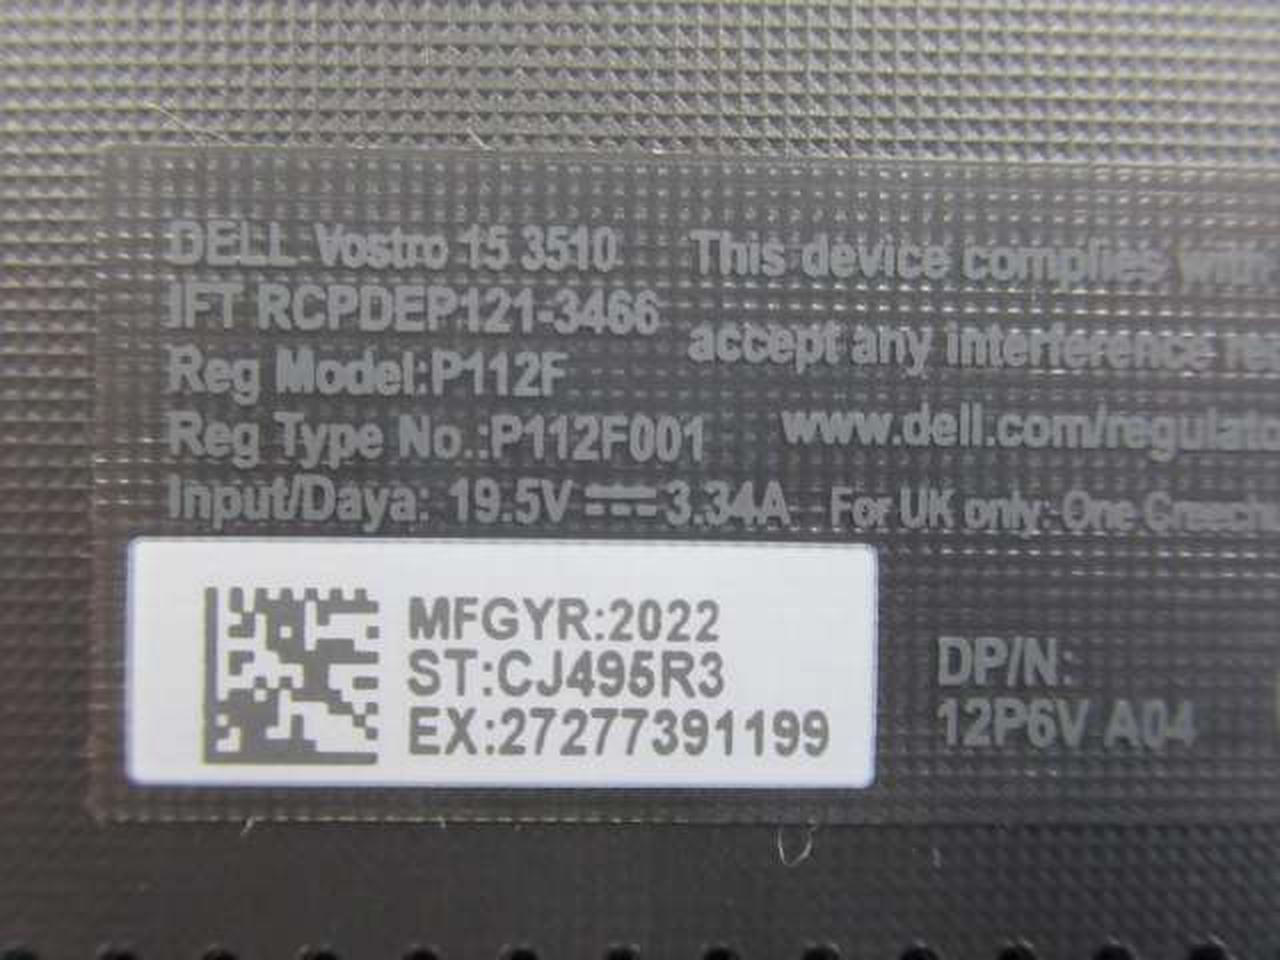 DELL Vostro 15 3510
IFT RCPDEP121-3466
Reg Model:P112F
Reg Type No.:P112F001
Input/Daya: 19.5V ⎓ 3.34A
This device complies with
accept any interference
www.dell.com/regulato
For UK only: One
MFGYR:2022
ST:CJ495R3
EX:27277391199
DP/N:
12P6V A04